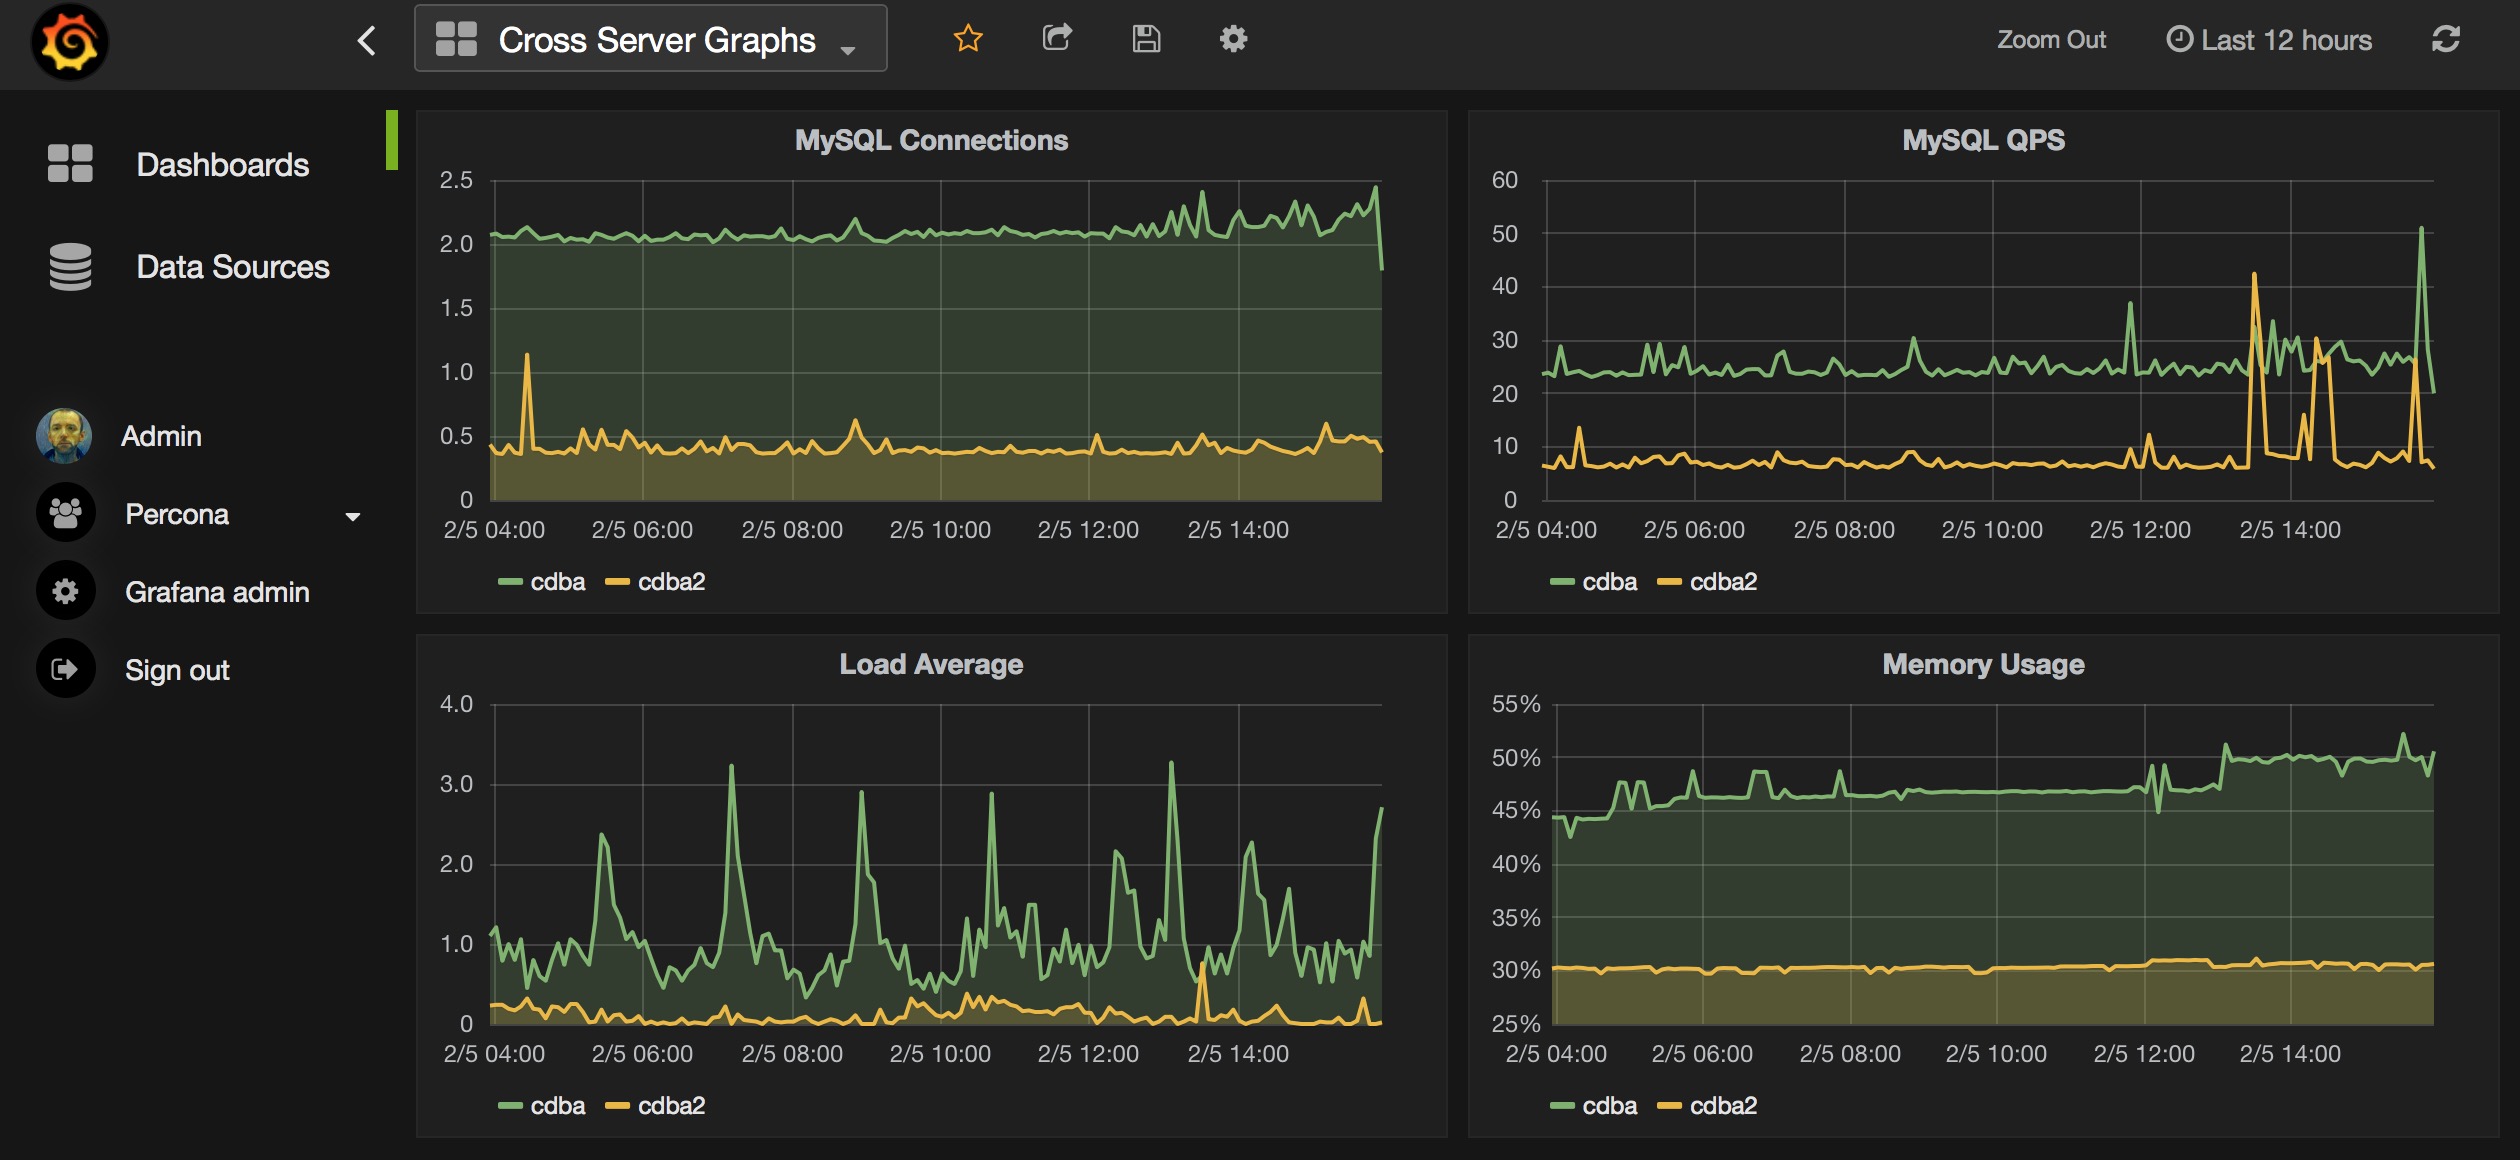 Cross Server Graphs
Zoom Out
Last 12 hours
Dashboards
Data Sources
Admin
Percona
Grafana admin
Sign out
MySQL Connections
2.5
2.0
1.5
1.0
0.5
0
2/5 04:00 2/5 06:00 2/5 08:00 2/5 10:00 2/5 12:00 2/5 14:00
cdba cdba2
MySQL QPS
60
50
40
30
20
10
0
2/5 04:00 2/5 06:00 2/5 08:00 2/5 10:00 2/5 12:00 2/5 14:00
cdba cdba2
Load Average
4.0
3.0
2.0
1.0
0
2/5 04:00 2/5 06:00 2/5 08:00 2/5 10:00 2/5 12:00 2/5 14:00
cdba cdba2
Memory Usage
55%
50%
45%
40%
35%
30%
25%
2/5 04:00 2/5 06:00 2/5 08:00 2/5 10:00 2/5 12:00 2/5 14:00
cdba cdba2